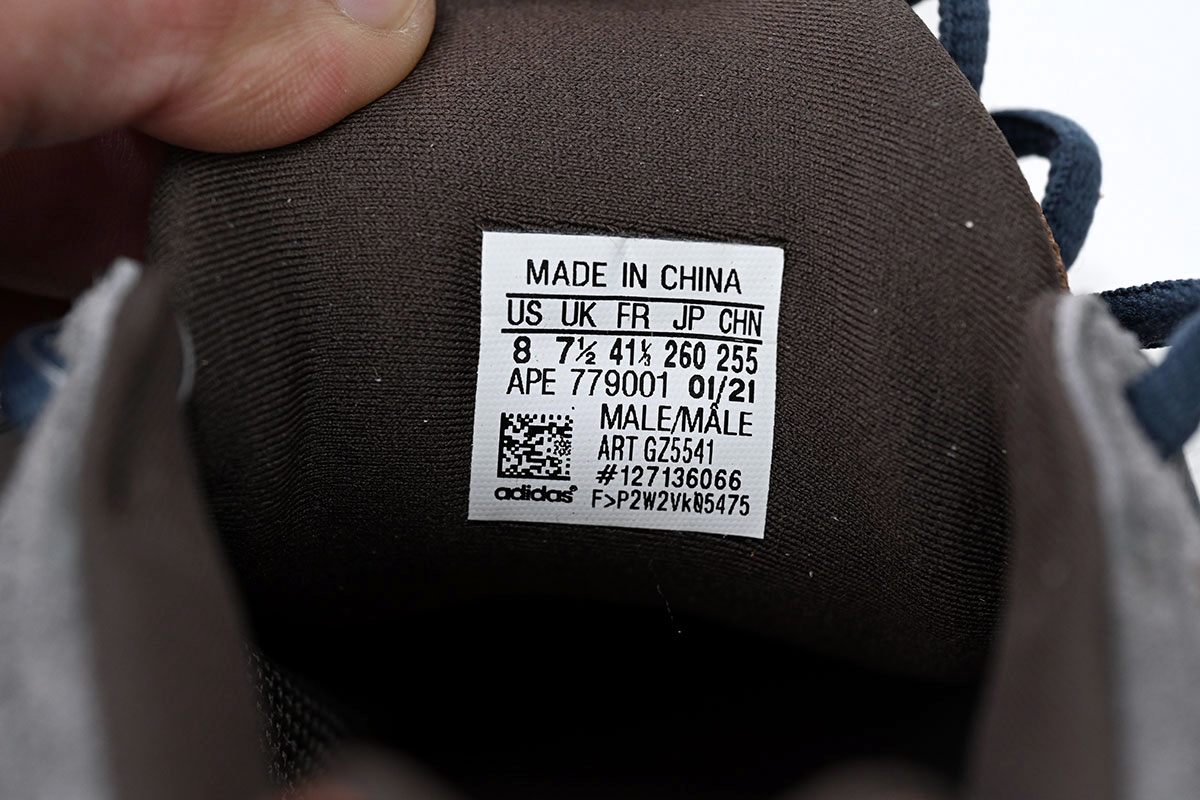 MADE IN CHINA
US UK FR JP CHN
8 7½ 41⅓ 260 255
APE 779001 01/21
MALE/MÂLE
ART GZ5541
#127136066
adidas® F>P2W2Vk05475